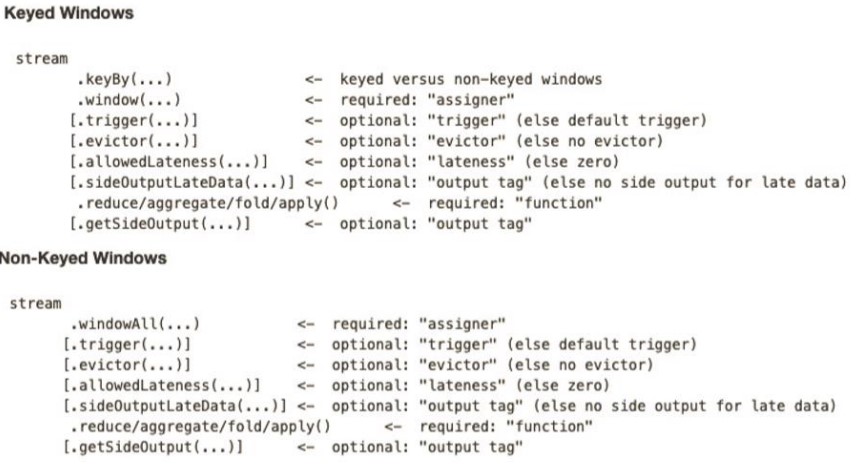 Keyed Windows
stream
.keyBy(...) <- keyed versus non-keyed windows
.window(...) <- required: "assigner"
[.trigger(...)] <- optional: "trigger" (else default trigger)
[.evictor(...)] <- optional: "evictor" (else no evictor)
[.allowedLateness(...)] <- optional: "lateness" (else zero)
[.sideOutputLateData(...)] <- optional: "output tag" (else no side output for late data)
.reduce/aggregate/fold/apply() <- required: "function"
[.getSideOutput(...)] <- optional: "output tag"
Non-Keyed Windows
stream
.windowAll(...) <- required: "assigner"
[.trigger(...)] <- optional: "trigger" (else default trigger)
[.evictor(...)] <- optional: "evictor" (else no evictor)
[.allowedLateness(...)] <- optional: "lateness" (else zero)
[.sideOutputLateData(...)] <- optional: "output tag" (else no side output for late data)
.reduce/aggregate/fold/apply() <- required: "function"
[.getSideOutput(...)] <- optional: "output tag"